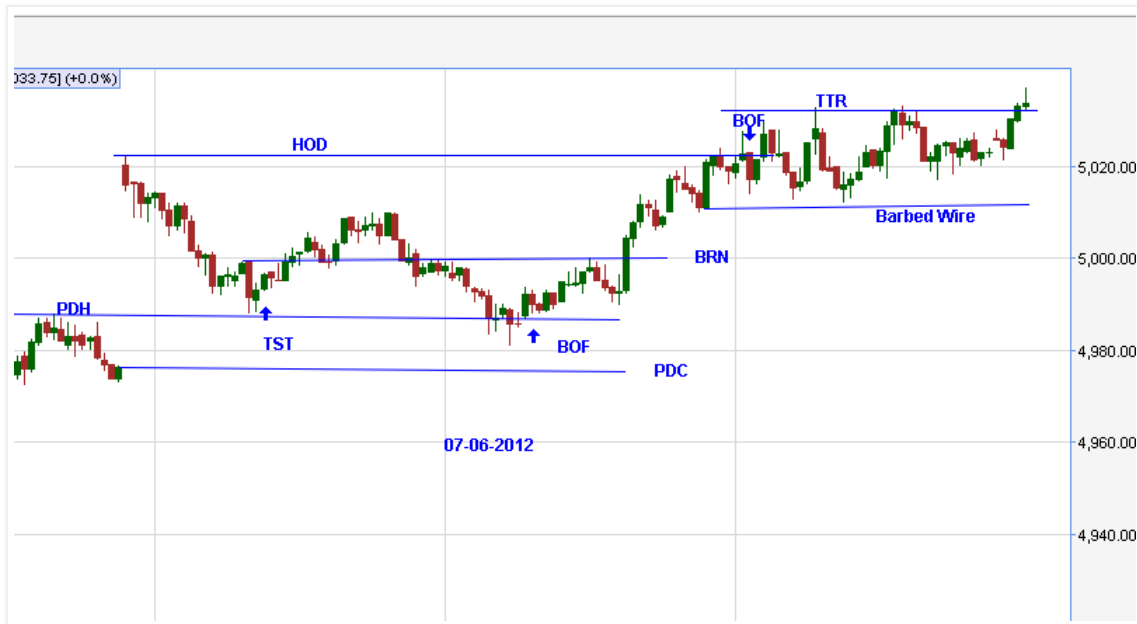 033.75] (+0.0%)
TTR
BOF
HOD
5,020.00
Barbed Wire
BRN
5,000.00
PDH
TST
BOF
4,980.00
PDC
07-06-2012
4,960.00
4,940.00